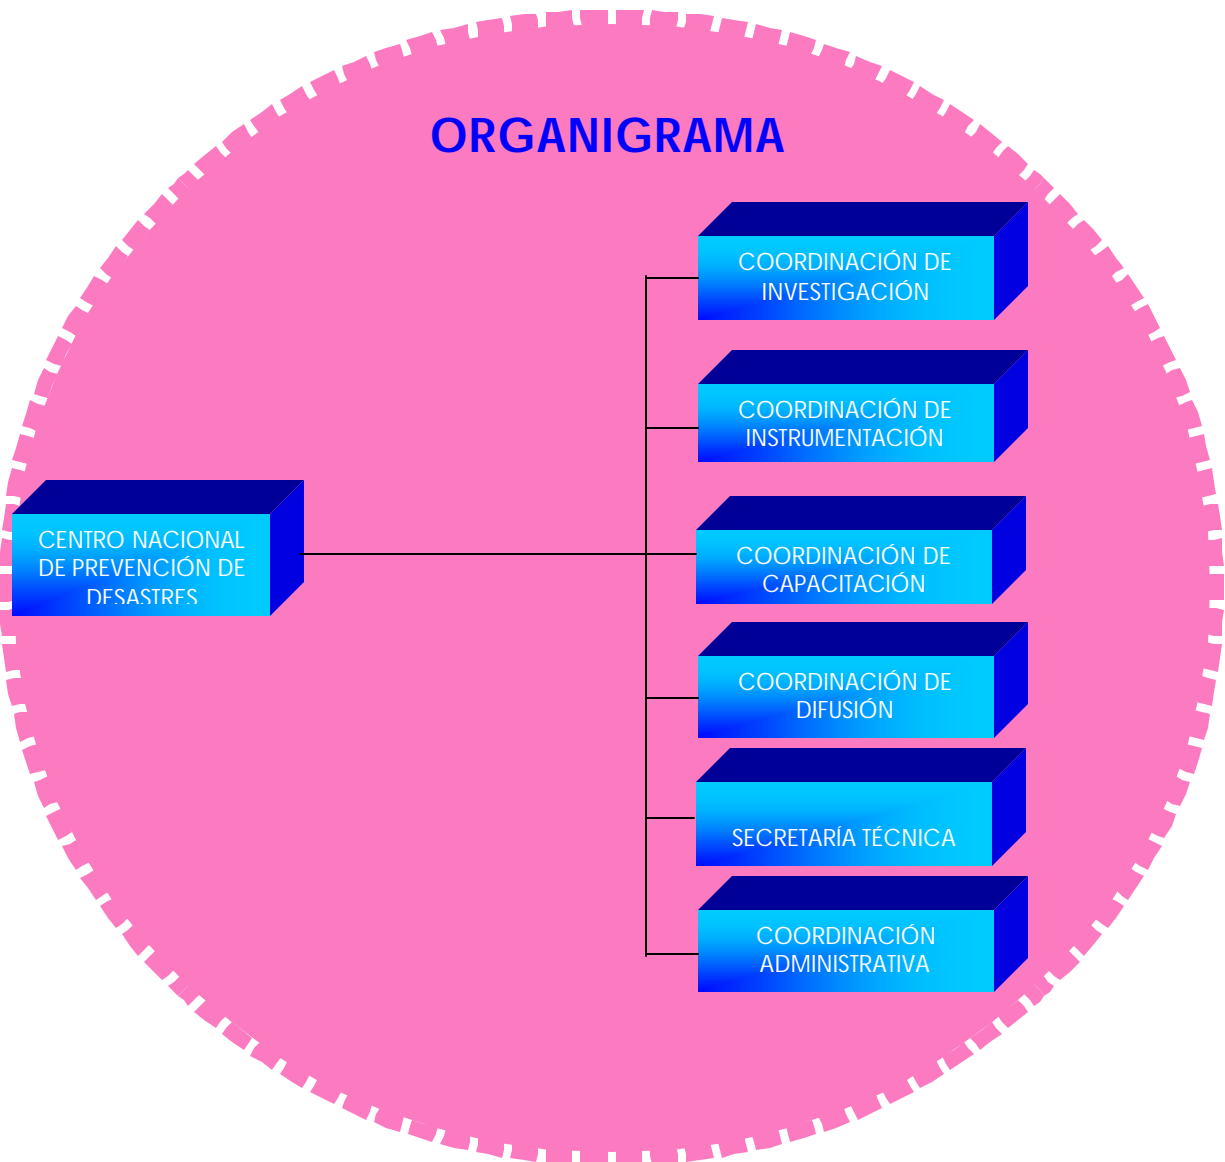 ORGANIGRAMA
COORDINACIÓN DE
INVESTIGACIÓN
COORDINACIÓN DE
INSTRUMENTACIÓN
CENTRO NACIONAL
DE PREVENCIÓN DE
DESASTRES
COORDINACIÓN DE
CAPACITACIÓN
COORDINACIÓN DE
DIFUSIÓN
SECRETARÍA TÉCNICA
COORDINACIÓN
ADMINISTRATIVA